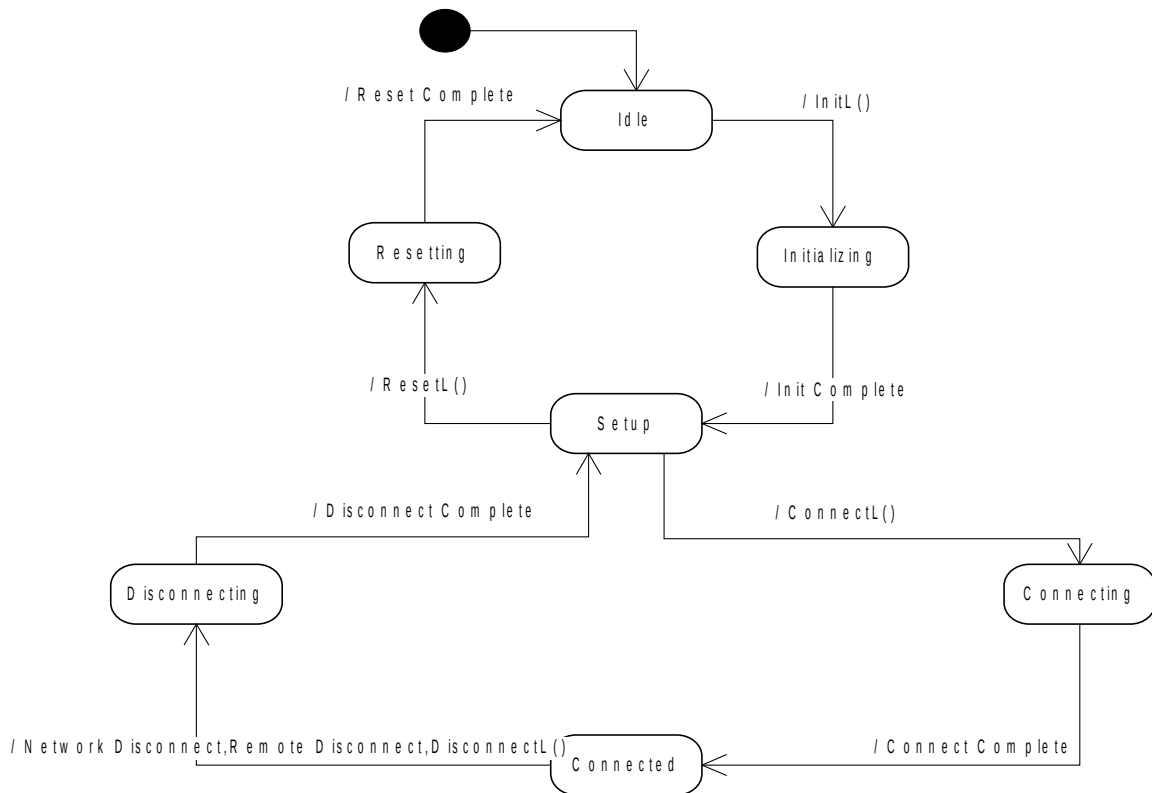 / Reset Complete
Idle
/ InitL()
Resetting
Initializing
/ ResetL()
/ Init Complete
Setup
/ Disconnect Complete
/ ConnectL()
Disconnecting
Connecting
/ Network Disconnect,Remote Disconnect,DisconnectL()
/ Connect Complete
Connected